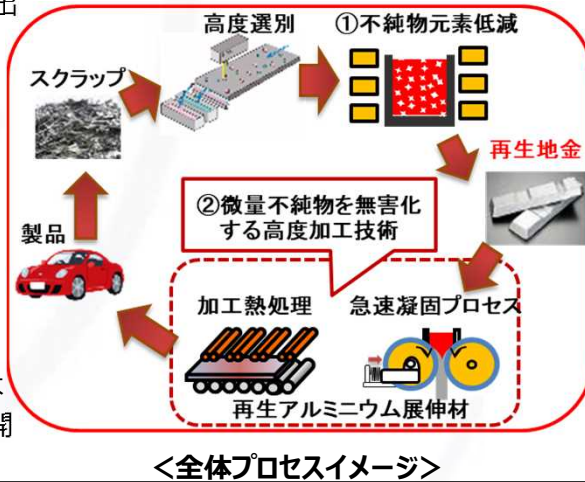 出
高度選別
①不純物元素低減
スクラップ
再生地金
②微量不純物を無害化
する高度加工技術
製品
加工熱処理
急速凝固プロセス
再生アルミニウム展伸材
開
<全体プロセスイメージ>